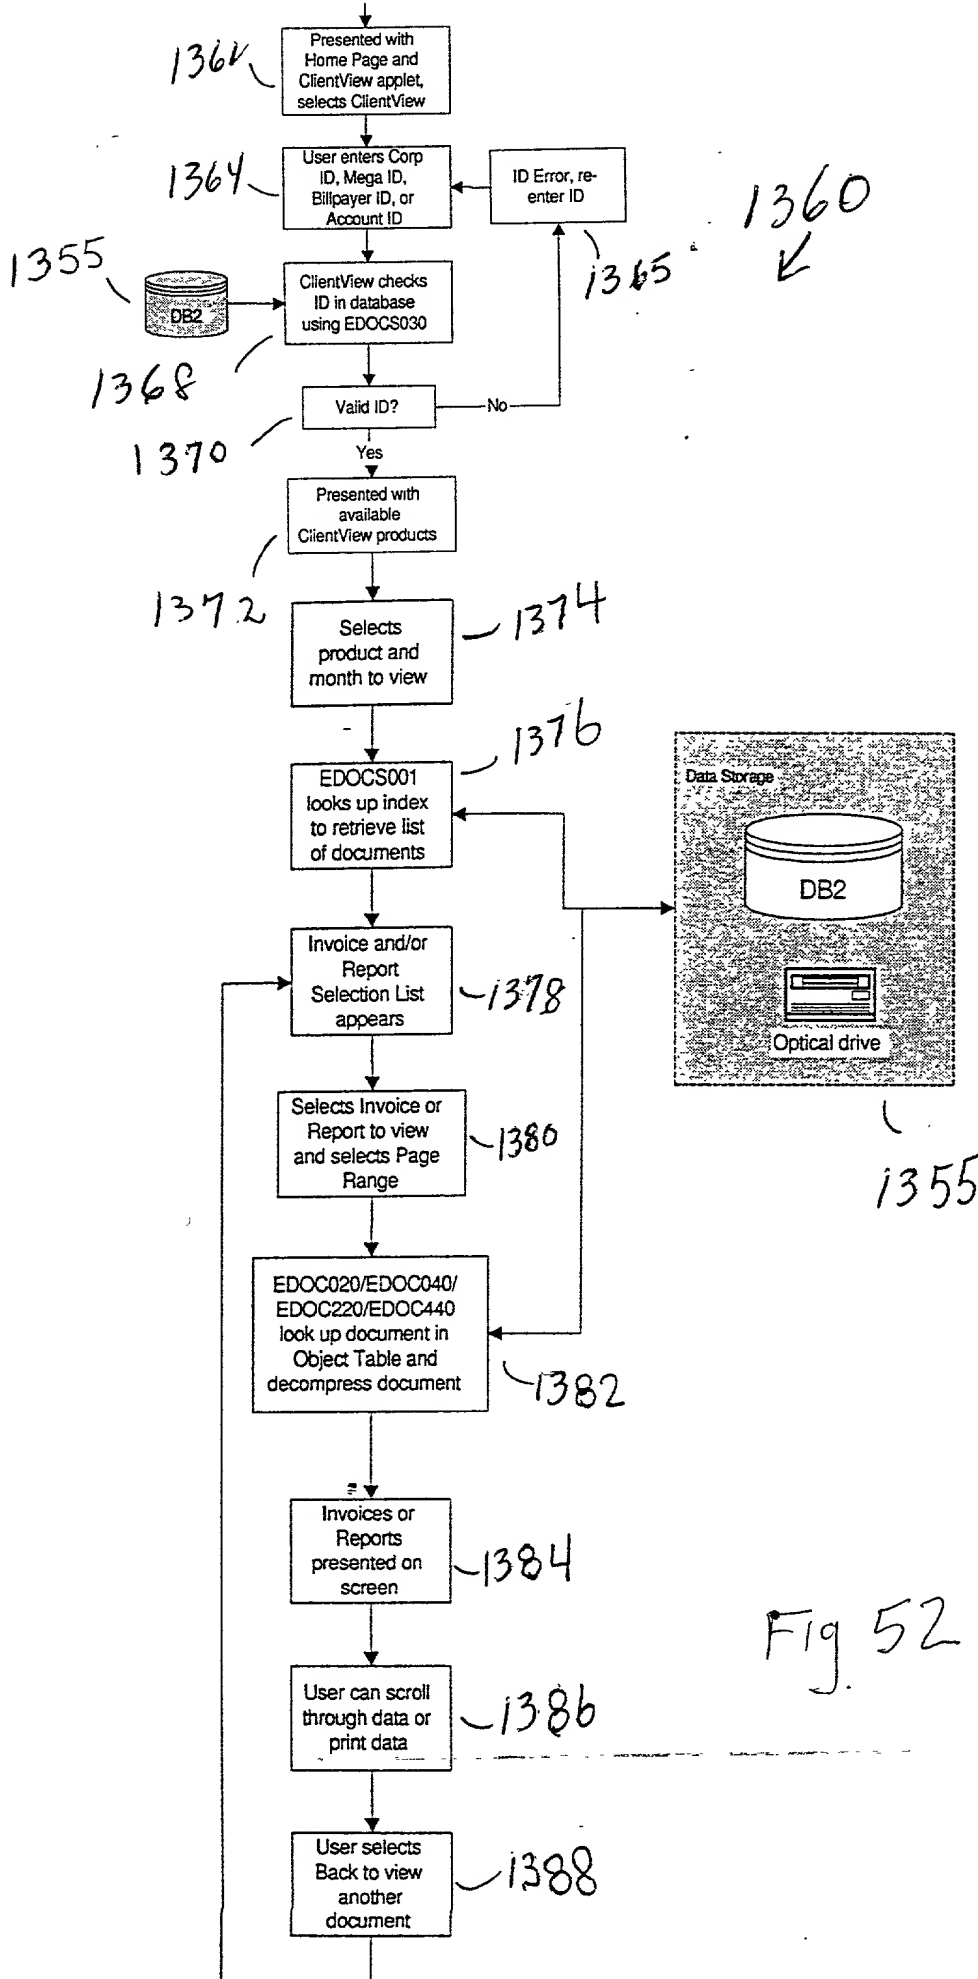 Presented with
Home Page and
ClientView applet,
selects ClientView
1362
User enters Corp
ID, Mega ID,
Billpayer ID, or
Account ID
1364
ID Error, re-
enter ID
1365
1360
1355
DB2
ClientView checks
ID in database
using EDOCS030
1368
Valid ID?
No
1370
Yes
Presented with
available
ClientView products
1372
Selects
product and
month to view
1374
EDOCS001
looks up index
to retrieve list
of documents
1376
Data Storage
DB2
Optical drive
1355
Invoice and/or
Report
Selection List
appears
1378
Selects Invoice or
Report to view
and selects Page
Range
1380
EDOC020/EDOC040/
EDOC220/EDOC440
look up document in
Object Table and
decompress document
1382
Invoices or
Reports
presented on
screen
1384
Fig. 52
User can scroll
through data or
print data
1386
User selects
Back to view
another
document
1388